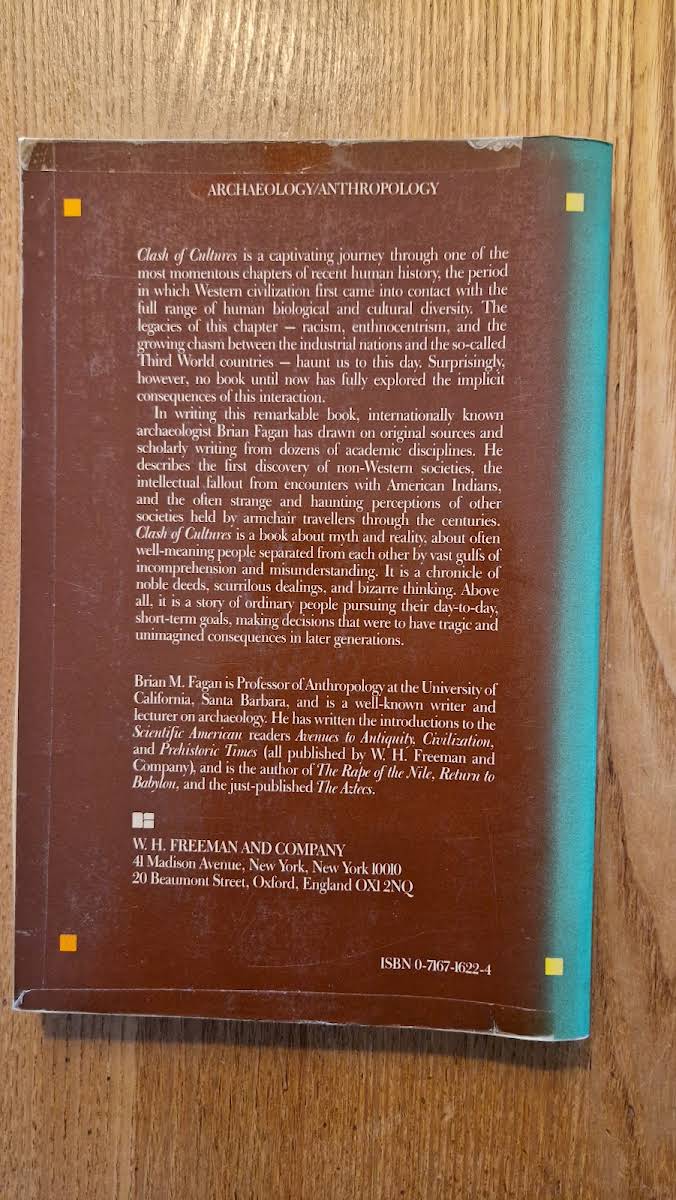 ARCHAEOLOGY/ANTHROPOLOGY
Clash of Cultures is a captivating journey through one of the
most momentous chapters of recent human history, the period
in which Western civilization first came into contact with the
full range of human biological and cultural diversity. The
legacies of this chapter — racism, enthnocentrism, and the
growing chasm between the industrial nations and the so-called
Third World countries — haunt us to this day. Surprisingly,
however, no book until now has fully explored the implicit
consequences of this interaction.
In writing this remarkable book, internationally known
archaeologist Brian Fagan has drawn on original sources and
scholarly writing from dozens of academic disciplines. He
describes the first discovery of non-Western societies, the
intellectual fallout from encounters with American Indians,
and the often strange and haunting perceptions of other
societies held by armchair travellers through the centuries.
Clash of Cultures is a book about myth and reality, about often
well-meaning people separated from each other by vast gulfs of
incomprehension and misunderstanding. It is a chronicle of
noble deeds, scurrilous dealings, and bizarre thinking. Above
all, it is a story of ordinary people pursuing their day-to-day,
short-term goals, making decisions that were to have tragic and
unimagined consequences in later generations.
Brian M. Fagan is Professor of Anthropology at the University of
California, Santa Barbara, and is a well-known writer and
lecturer on archaeology. He has written the introductions to the
Scientific American readers Avenues to Antiquity, Civilization,
and Prehistoric Times (all published by W. H. Freeman and
Company), and is the author of The Rape of the Nile, Return to
Babylon, and the just-published The Aztecs.
W. H. FREEMAN AND COMPANY
41 Madison Avenue, New York, New York 10010
20 Beaumont Street, Oxford, England OX1 2NQ
ISBN 0-7167-1622-4